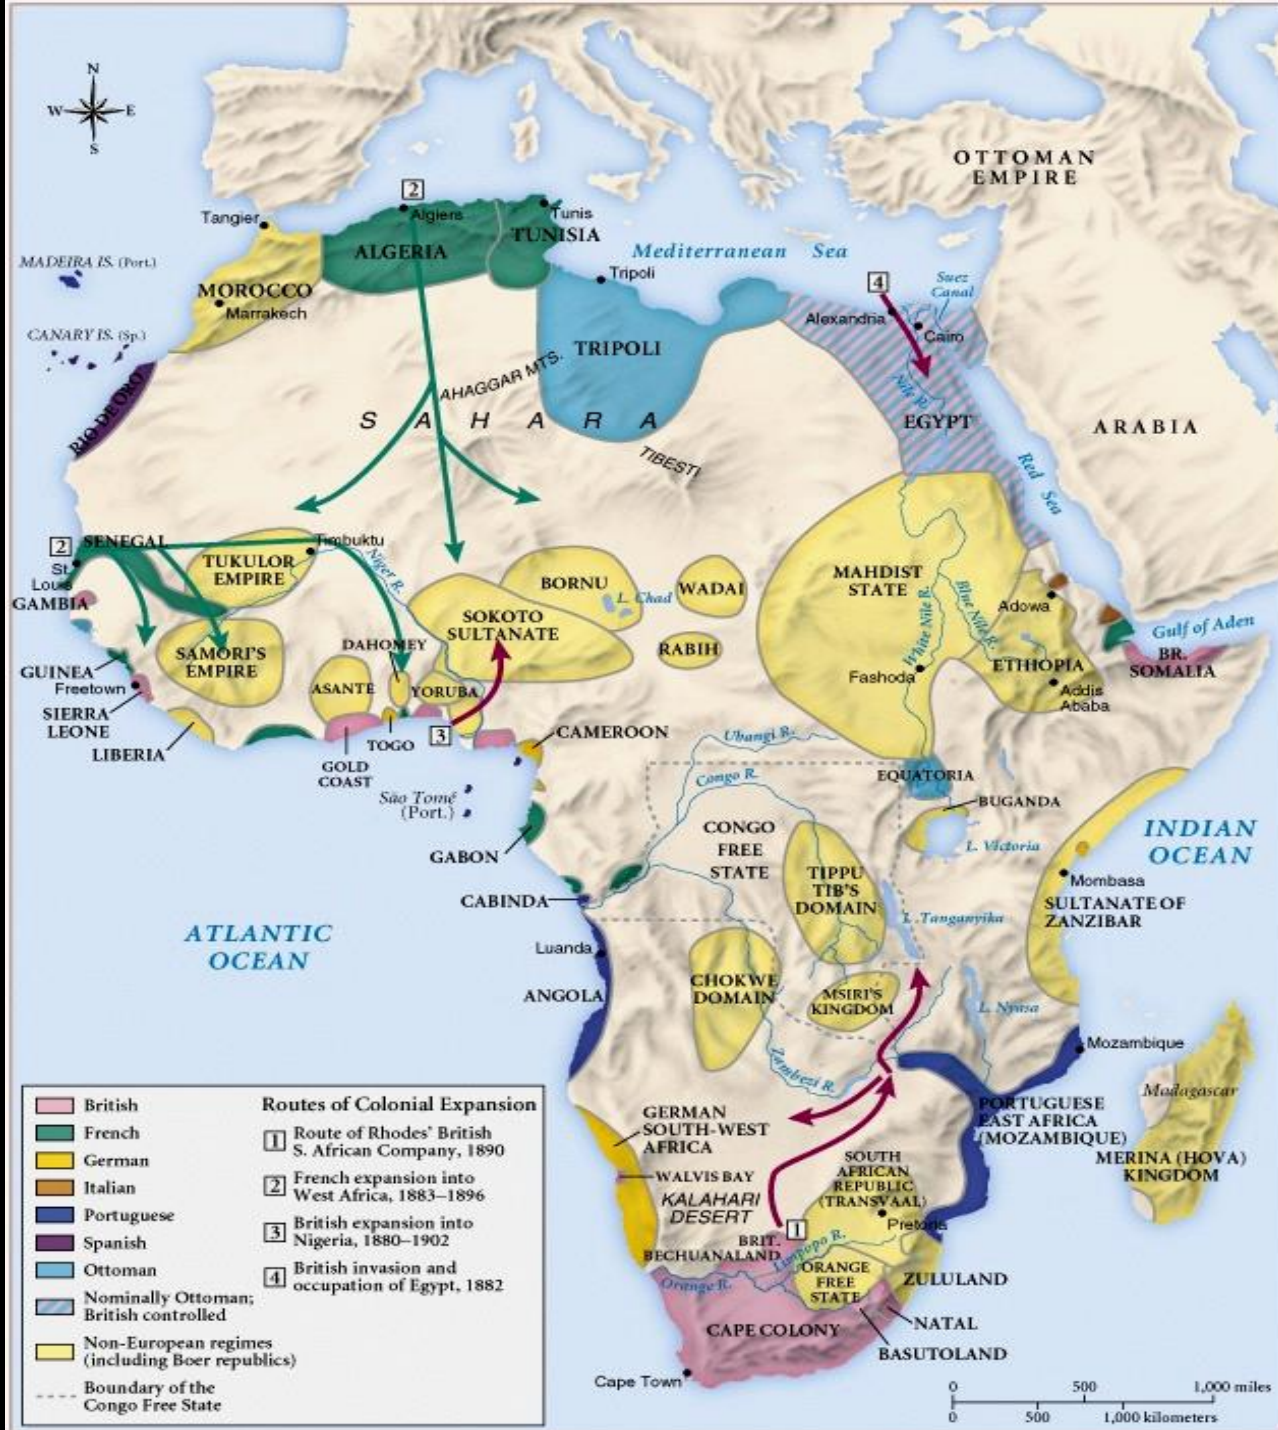 N
W
E
S
OTTOMAN
EMPIRE
2
Algiers
Tunis
Tangier
ALGERIA
TUNISIA
Mediterranean Sea
MADEIRA IS. (Port.)
Tripoli
MOROCCO
Marrakech
4
Suez
Canal
Alexandria
Cairo
CANARY IS. (Sp.)
TRIPOLI
AHAGGAR MTS.
Nile R.
RIO DE ORO
SAHARA
EGYPT
ARABIA
TIBESTI
Red Sea
2
SENEGAL
St.
Louis
Timbuktu
TUKULOR
EMPIRE
Niger R.
BORNU
L. Chad
WADAI
MAHDIST
STATE
GAMBIA
SOKOTO
SULTANATE
White Nile R.
Blue Nile R.
Adowa
Gulf of Aden
DAHOMEY
SAMORI'S
EMPIRE
RABIH
GUINEA
Freetown
ASANTE
YORUBA
Fashoda
ETHIOPIA
BR.
SOMALIA
Addis
Ababa
SIERRA
LEONE
LIBERIA
TOGO
3
GOLD
COAST
CAMEROON
Ubangi R.
São Tomé
(Port.)
Congo R.
EQUATORIA
BUGANDA
GABON
CONGO
FREE
STATE
L. Victoria
INDIAN
OCEAN
TIPPU
TIB'S
DOMAIN
Mombasa
CABINDA
SULTANATE OF
ZANZIBAR
L. Tanganyika
ATLANTIC
OCEAN
Luanda
ANGOLA
CHOKWE
DOMAIN
MSIRI'S
KINGDOM
L. Nyasa
Mozambique
Zambezi R.
Madagascar
GERMAN
SOUTH-WEST
AFRICA
PORTUGUESE
EAST AFRICA
(MOZAMBIQUE)
MERINA (HOVA)
KINGDOM
WALVIS BAY
KALAHARI
DESERT
SOUTH
AFRICAN
REPUBLIC
(TRANSVAAL)
Pretoria
1
BRIT.
BECHUANALAND
Limpopo R.
Orange R.
ORANGE
FREE
STATE
ZULULAND
NATAL
CAPE COLONY
BASUTOLAND
Cape Town
British
French
German
Italian
Portuguese
Spanish
Ottoman
Nominally Ottoman;
British controlled
Non-European regimes
(including Boer republics)
Boundary of the
Congo Free State
Routes of Colonial Expansion
1 Route of Rhodes' British
S. African Company, 1890
2 French expansion into
West Africa, 1883–1896
3 British expansion into
Nigeria, 1880–1902
4 British invasion and
occupation of Egypt, 1882
0 500 1,000 miles
0 500 1,000 kilometers